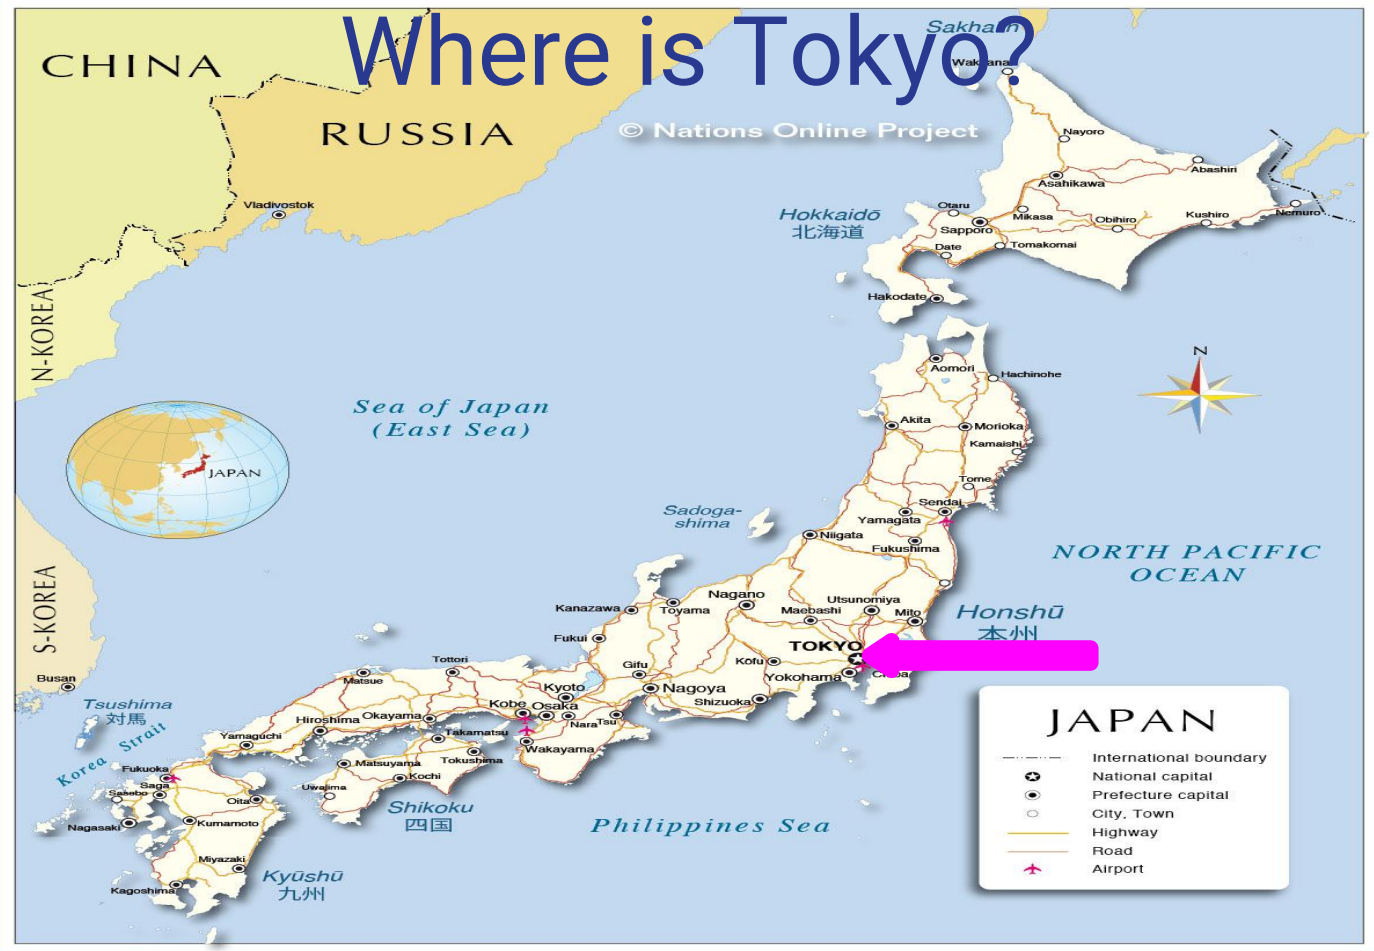 Where is Tokyo?
CHINA
RUSSIA
Sakhalin
© Nations Online Project
Nayoro
Abashiri
Asahikawa
Vladivostok
Hokkaidō
北海道
Otaru
Mikasa
Obihiro
Kushiro
Nemuro
Sapporo
Date
Tomakomai
Hakodate
N-KOREA
N
Aomori
Hachinohe
Sea of Japan
(East Sea)
Akita
Morioka
Kamaishi
JAPAN
Tome
Sendai
Sadoga-
shima
Yamagata
Niigata
Fukushima
NORTH PACIFIC
OCEAN
S-KOREA
Nagano
Utsunomiya
Kanazawa
Toyama
Maebashi
Mito
Honshū
本州
Fukui
TOKYO
Tottori
Gifu
Kōfu
Yokohama
Busan
Matsue
Kyoto
Nagoya
Shizuoka
Tsushima
対馬
Kobe
Osaka
Hiroshima
Okayama
Nara
Tsu
JAPAN
Korea Strait
Yamaguchi
Takamatsu
Wakayama
International boundary
Fukuoka
Matsuyama
Tokushima
National capital
Saga
Kochi
Sasebo
Uwajima
Prefecture capital
Oita
Shikoku
四国
City, Town
Nagasaki
Kumamoto
Philippines Sea
Highway
Road
Miyazaki
Airport
Kagoshima
Kyūshū
九州